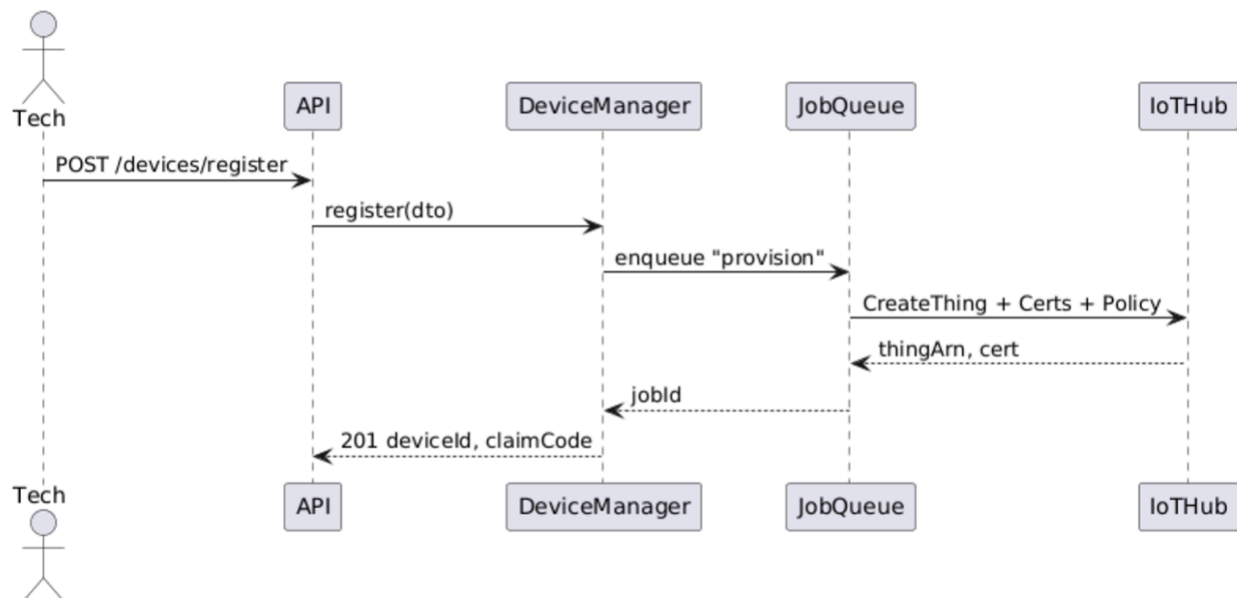 Tech
API
DeviceManager
JobQueue
IoTHub
POST /devices/register
register(dto)
enqueue "provision"
CreateThing + Certs + Policy
thingArn, cert
jobId
201 deviceId, claimCode
Tech
API
DeviceManager
JobQueue
IoTHub